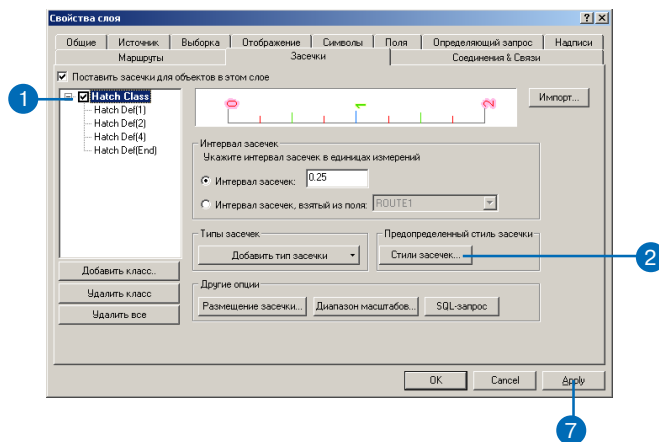 Свойства слоя
Общие Источник Выборка Отображение Символы Поля Определяющий запрос Надписи
Маршруты Засечки Соединения & Связи
Поставить засечки для объектов в этом слое
1
Hatch Class
Hatch Def(1)
Hatch Def(2)
Hatch Def(4)
Hatch Def(End)
0 1 2
Импорт...
Интервал засечек
Укажите интервал засечек в единицах измерений
Интервал засечек: 0.25
Интервал засечек, взятый из поля: ROUTE1
Типы засечек
Добавить тип засечки
Предопределенный стиль засечки
Стили засечек...
2
Добавить класс..
Удалить класс
Удалить все
Другие опции
Размещение засечки... Диапазон масштабов... SQL-запрос
OK Cancel Apply
7